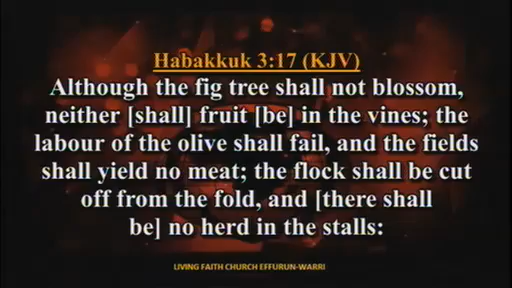 Habakkuk 3:17 (KJV)
Although the fig tree shall not blossom,
neither [shall] fruit [be] in the vines; the
labour of the olive shall fail, and the fields
shall yield no meat; the flock shall be cut
off from the fold, and [there shall
be] no herd in the stalls:
LIVING FAITH CHURCH EFFURUN-WARRI